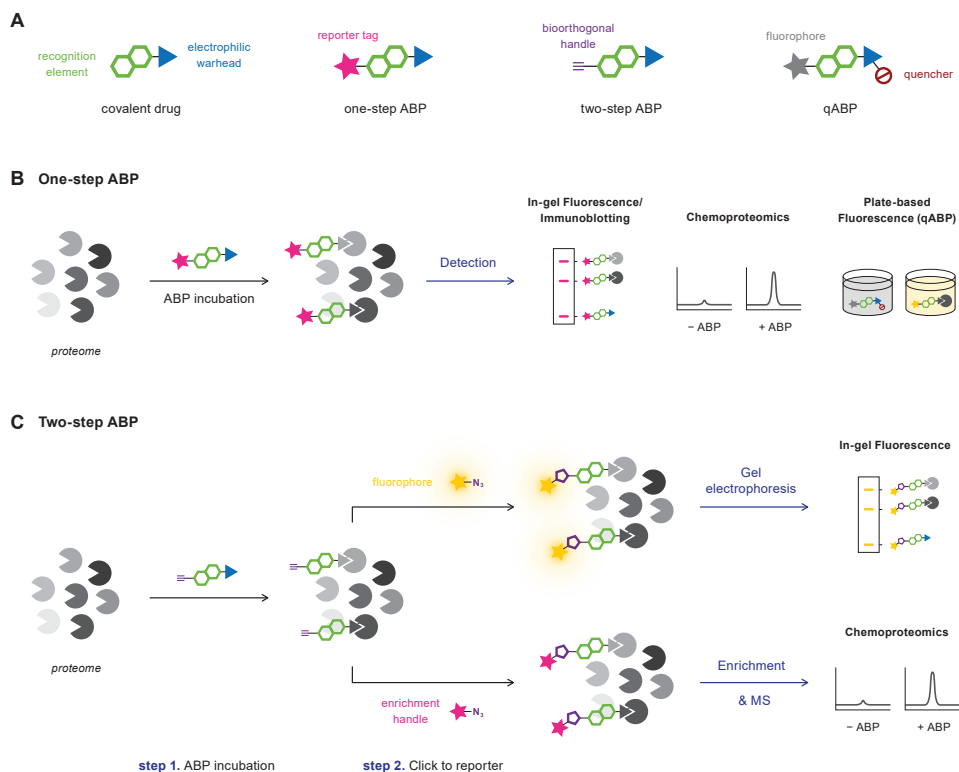 A
recognition
element
electrophilic
warhead
covalent drug
reporter tag
one-step ABP
bioorthogonal
handle
two-step ABP
fluorophore
quencher
qABP
B One-step ABP
proteome
ABP incubation
Detection
In-gel Fluorescence/
Immunoblotting
Chemoproteomics
− ABP
+ ABP
Plate-based
Fluorescence (qABP)
C Two-step ABP
proteome
fluorophore
N3
enrichment
handle
N3
Gel
electrophoresis
In-gel Fluorescence
Enrichment
& MS
Chemoproteomics
− ABP
+ ABP
step 1. ABP incubation
step 2. Click to reporter